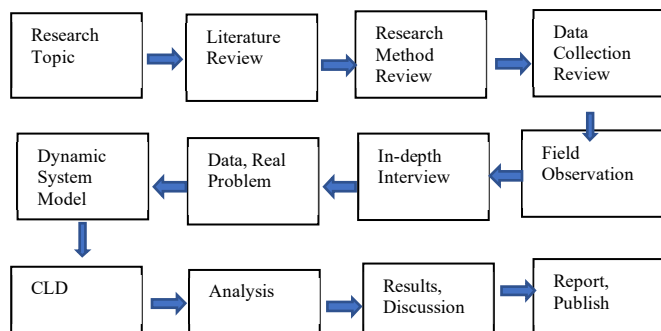 Research
Topic
Literature
Review
Research
Method
Review
Data
Collection
Review
Dynamic
System
Model
Data, Real
Problem
In-depth
Interview
Field
Observation
CLD
Analysis
Results,
Discussion
Report,
Publish